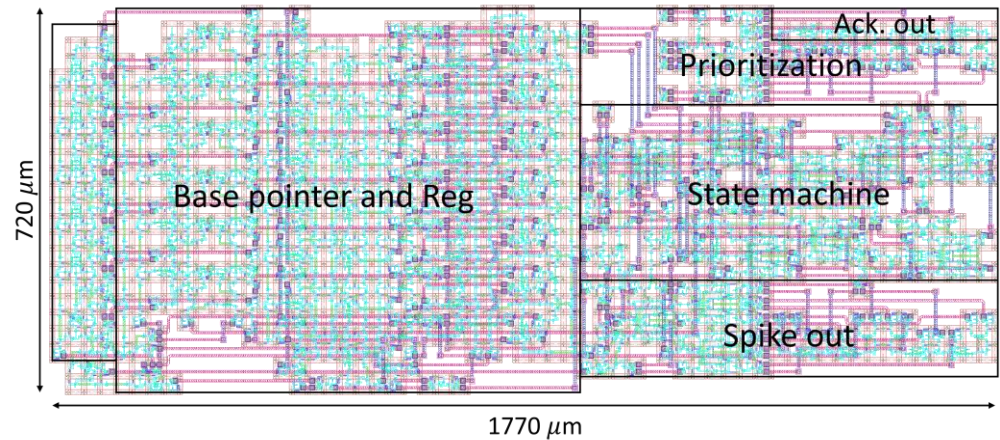 Ack. out
Prioritization
Base pointer and Reg
State machine
Spike out
720 μm
1770 μm